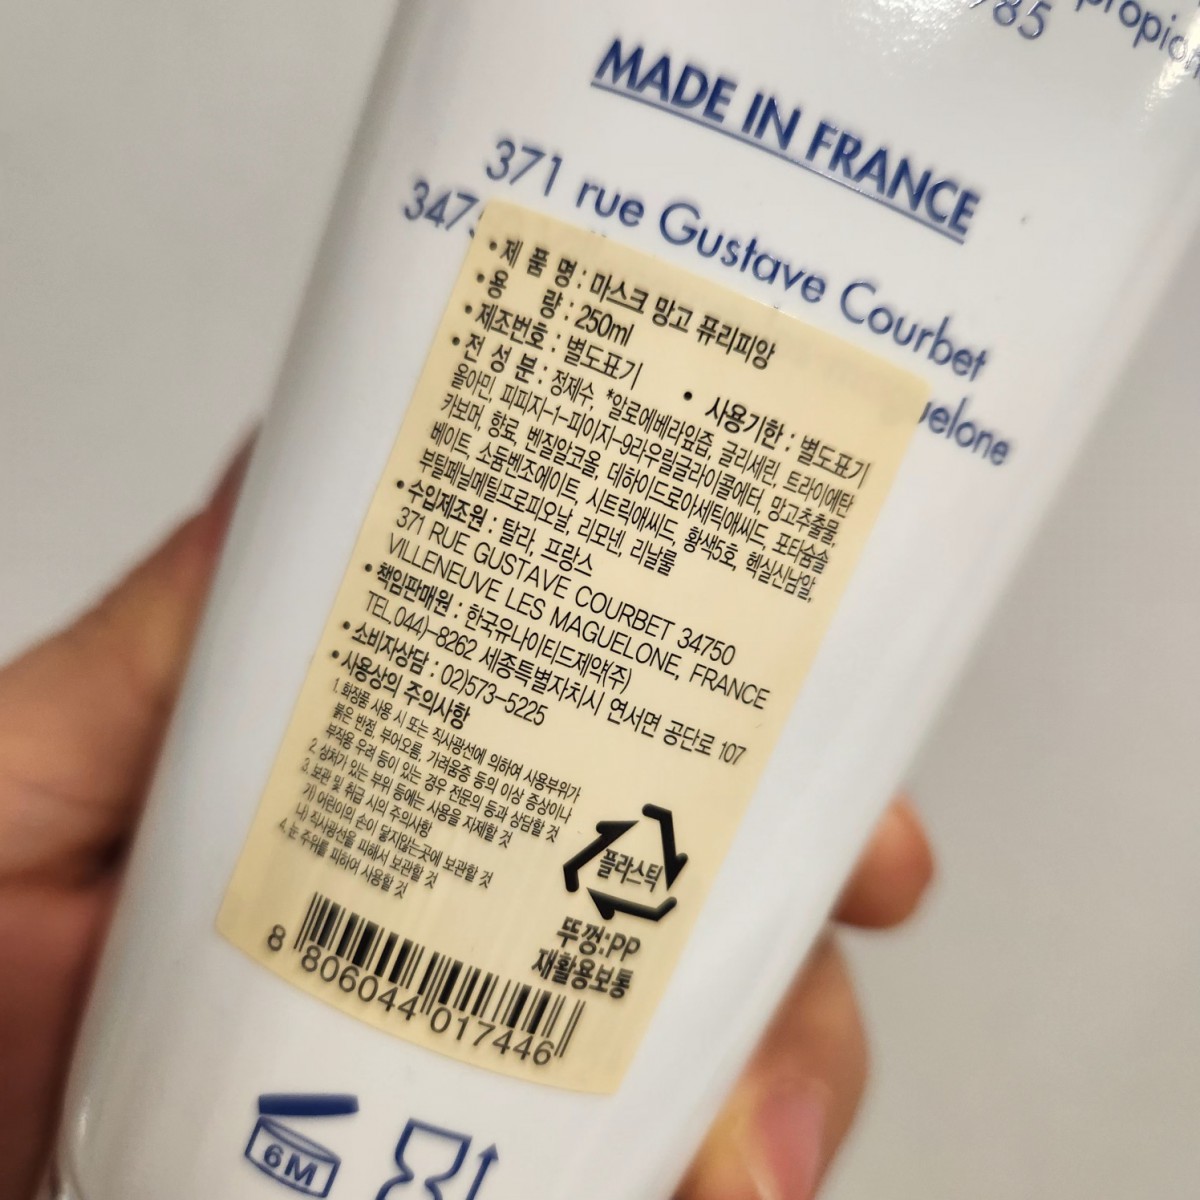 985
propion
MADE IN FRANCE
371 rue Gustave Courbet
3475
uelone
• 제 품 명 : 마스크 망고 퓨리피앙
• 용 량 : 250ml
• 제조번호 : 별도표기 • 사용기한 : 별도표기
• 전 성 분 : 정제수, *알로에베라잎즙, 글리세린, 트라이에탄
올아민, 피피지-1-피이지-9라우릴글라이콜에터, 망고추출물,
카보머, 향료, 벤질알코올, 데하이드로아세틱애씨드, 포타슘솔
베이트, 소듐벤조에이트, 시트릭애씨드, 황색5호, 헥실신남알,
부틸페닐메틸프로피오날, 리모넨, 리날룰
• 수입제조원 : 탈라, 프랑스
371 RUE GUSTAVE COURBET 34750
VILLENEUVE LES MAGUELONE, FRANCE
• 책임판매원 : 한국유나이티드제약(주)
TEL.044)-8262 세종특별자치시 연서면 공단로 107
• 소비자상담 : 02)573-5225
• 사용상의 주의사항
1. 화장품 사용 시 또는 직사광선에 의하여 사용부위가
붉은 반점, 부어오름, 가려움증 등의 이상 증상이나
부작용 우려 등이 있는 경우 전문의 등과 상담할 것
2. 상처가 있는 부위 등에는 사용을 자제할 것
3. 보관 및 취급 시의 주의사항
가) 어린이의 손이 닿지않는곳에 보관할 것
나) 직사광선을 피해서 보관할 것
4. 눈 주위를 피하여 사용할 것
플라스틱
뚜껑:PP
재활용보통
8 806044 017446
6M